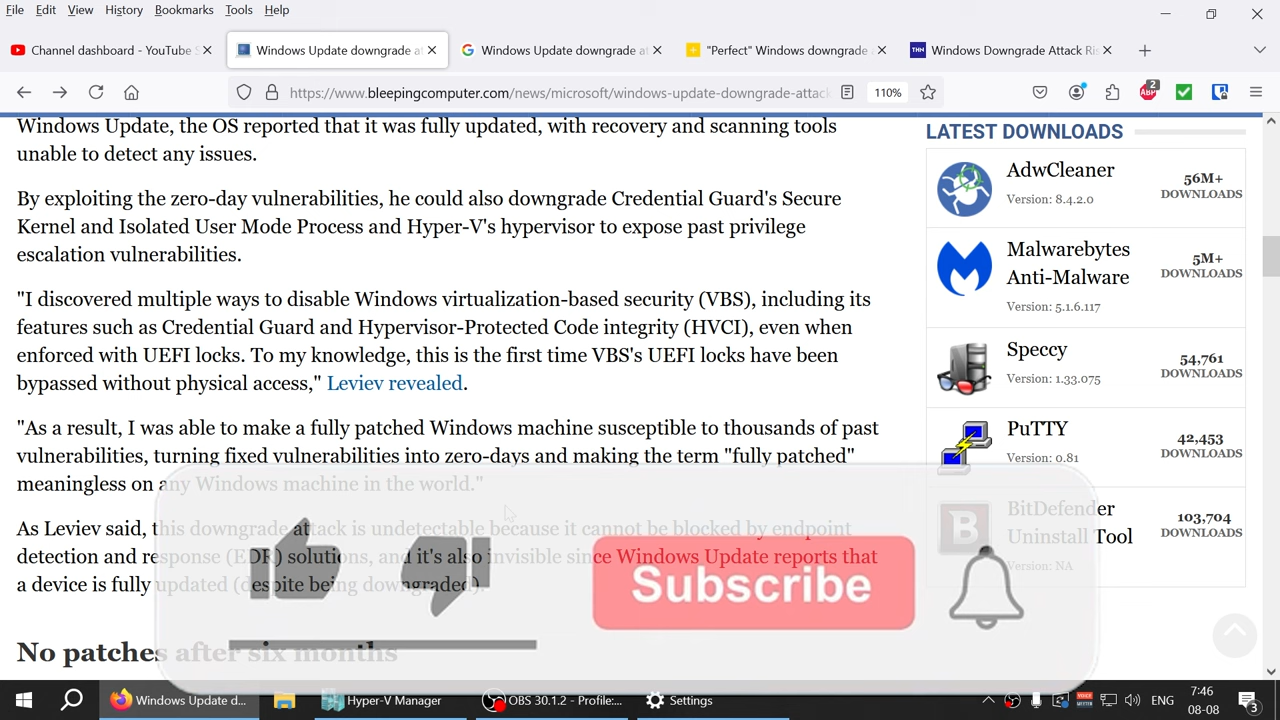 File Edit View History Bookmarks Tools Help
Channel dashboard - YouTube S
Windows Update downgrade at
Windows Update downgrade at
"Perfect" Windows downgrade A
THN Windows Downgrade Attack Ris
https://www.bleepingcomputer.com/news/microsoft/windows-update-downgrade-attack
110%
ABP 2
Windows Update, the OS reported that it was fully updated, with recovery and scanning tools
unable to detect any issues.
By exploiting the zero-day vulnerabilities, he could also downgrade Credential Guard's Secure
Kernel and Isolated User Mode Process and Hyper-V's hypervisor to expose past privilege
escalation vulnerabilities.
"I discovered multiple ways to disable Windows virtualization-based security (VBS), including its
features such as Credential Guard and Hypervisor-Protected Code integrity (HVCI), even when
enforced with UEFI locks. To my knowledge, this is the first time VBS's UEFI locks have been
bypassed without physical access," Leviev revealed.
"As a result, I was able to make a fully patched Windows machine susceptible to thousands of past
vulnerabilities, turning fixed vulnerabilities into zero-days and making the term "fully patched"
meaningless on any Windows machine in the world."
As Leviev said, this downgrade attack is undetectable because it cannot be blocked by endpoint
detection and response (EDR) solutions, and it's also invisible since Windows Update reports that
a device is fully updated (despite being downgraded).
No patches after six months
Subscribe
LATEST DOWNLOADS
AdwCleaner
Version: 8.4.2.0
56M+
DOWNLOADS
Malwarebytes
Anti-Malware
Version: 5.1.6.117
5M+
DOWNLOADS
Speccy
Version: 1.33.075
54,761
DOWNLOADS
PuTTY
Version: 0.81
42,453
DOWNLOADS
BitDefender
Uninstall Tool
Version: NA
103,704
DOWNLOADS
Windows Update d...
Hyper-V Manager
OBS 30.1.2 - Profile:...
Settings
ENG
7:46
08-08
3